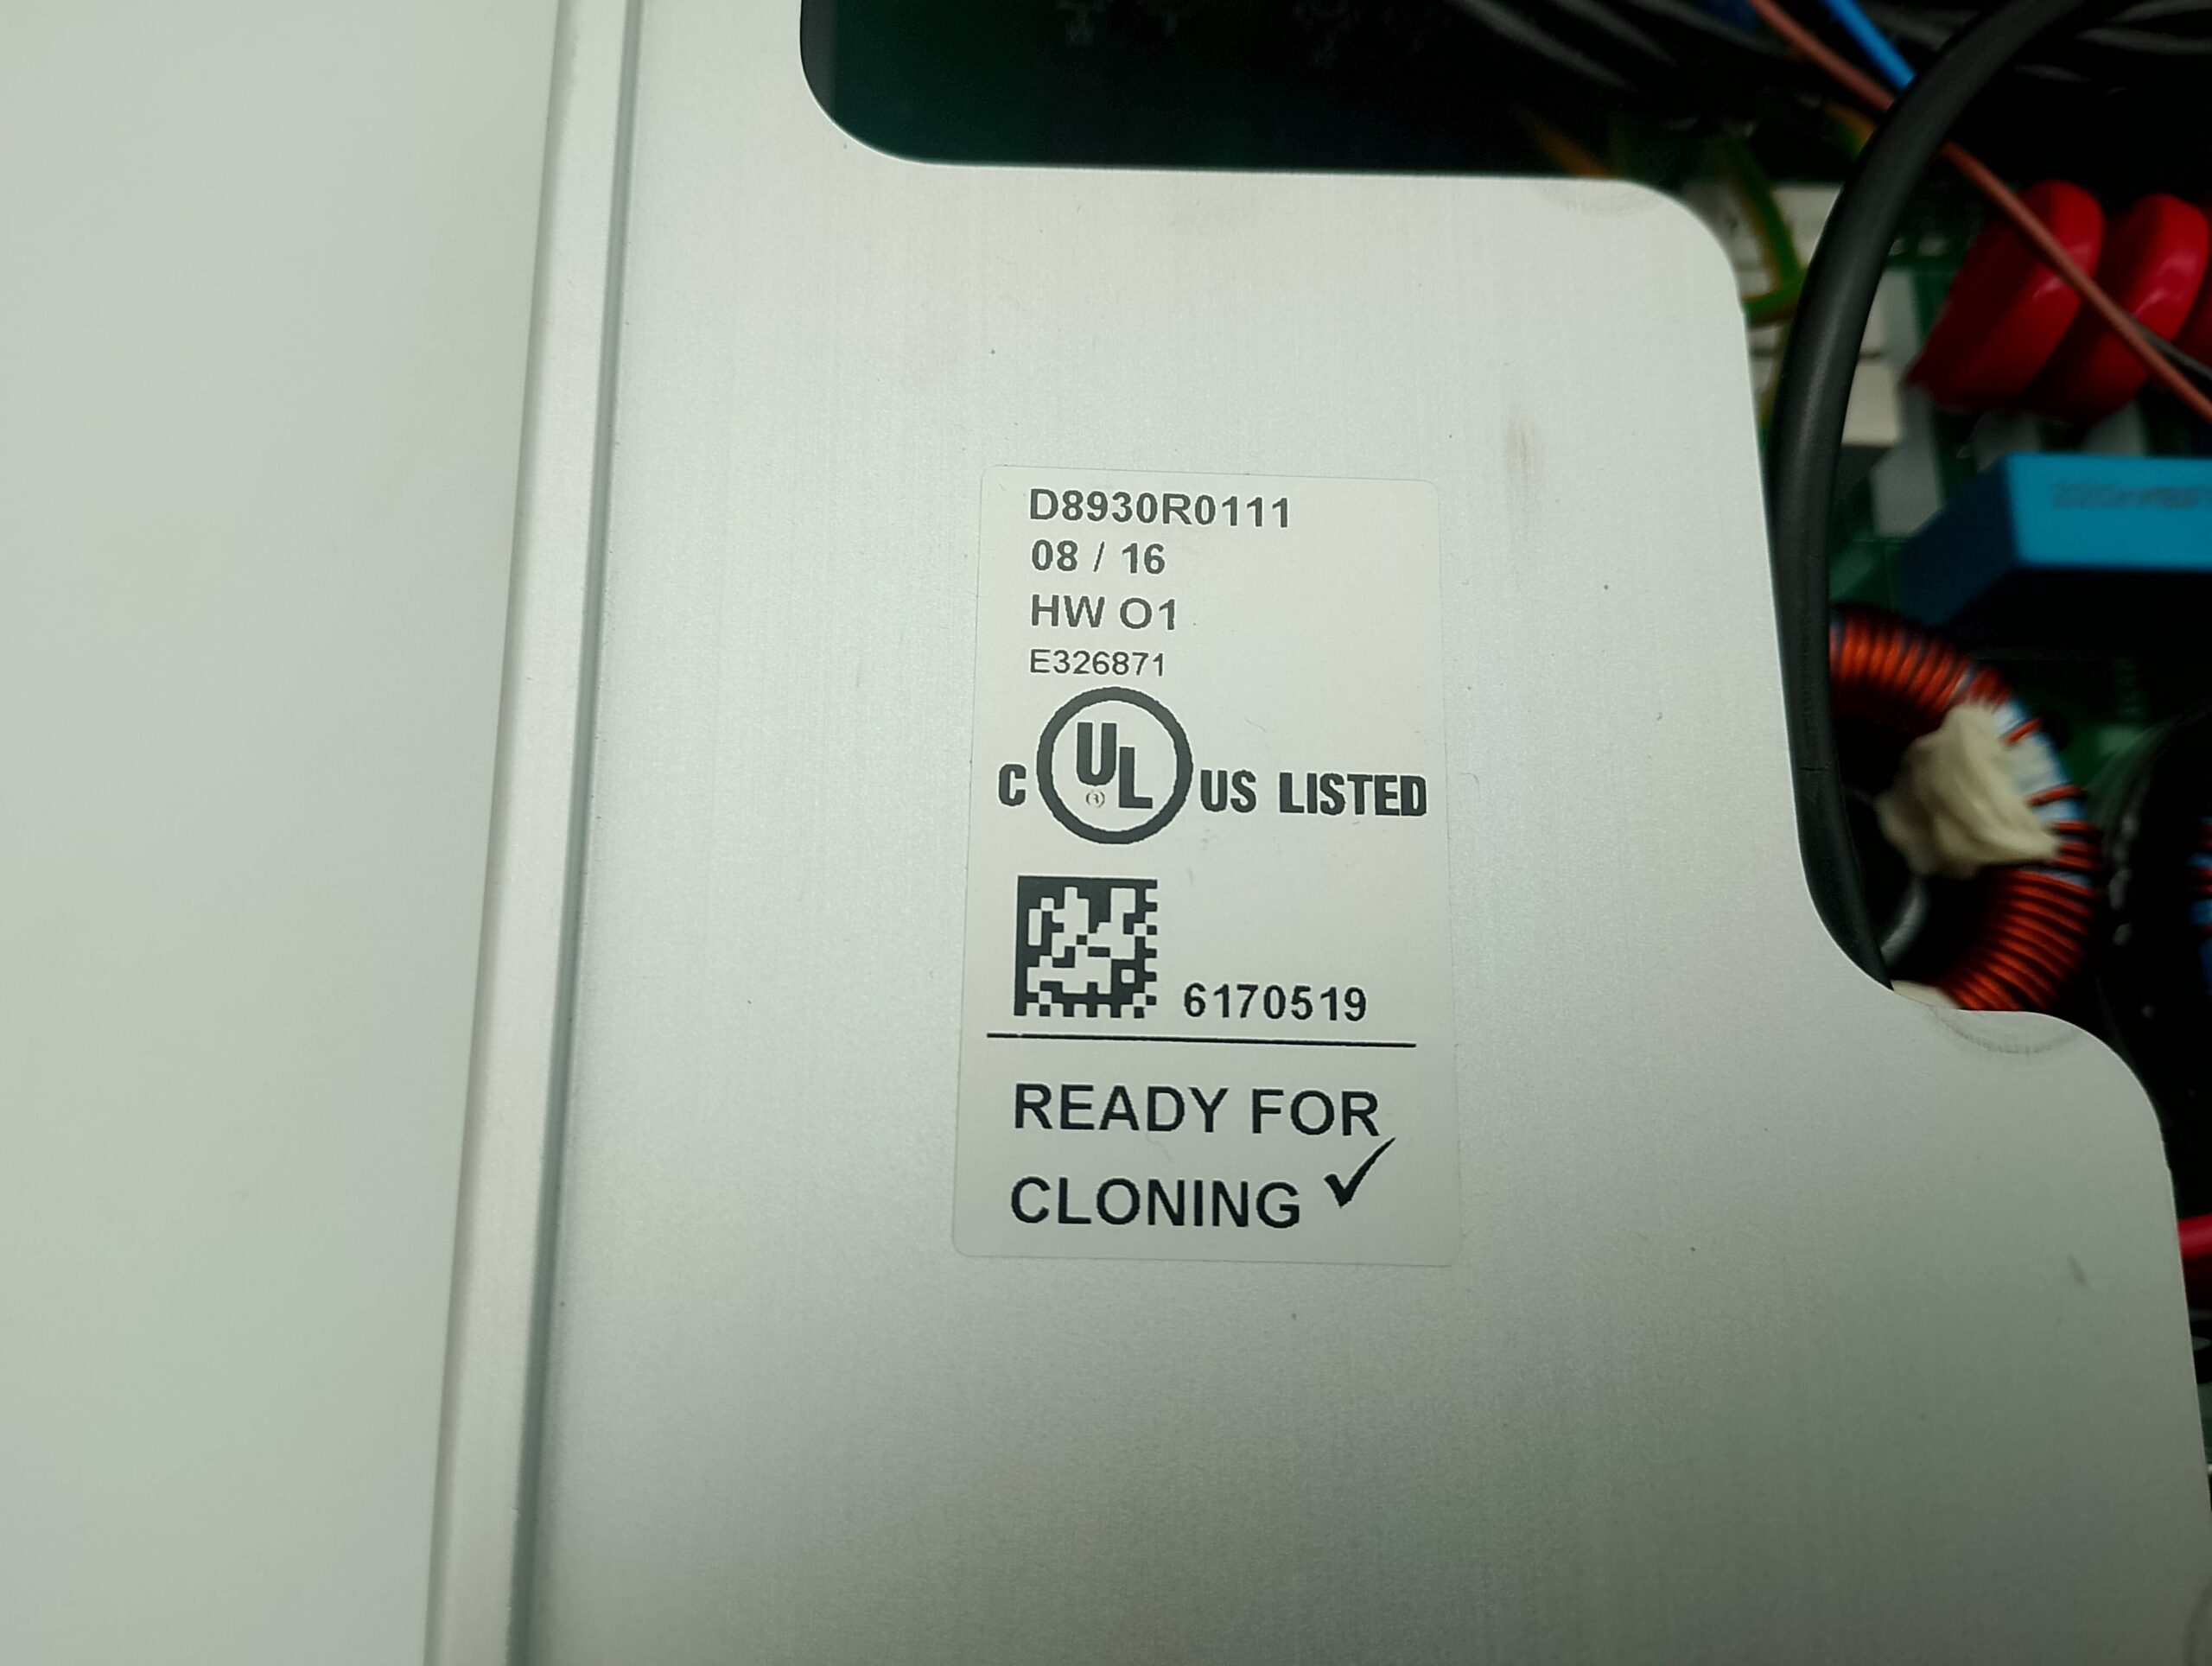 D8930R0111
08 / 16
HW O1
E326871
C UL ® US LISTED
6170519
READY FOR
CLONING ✓